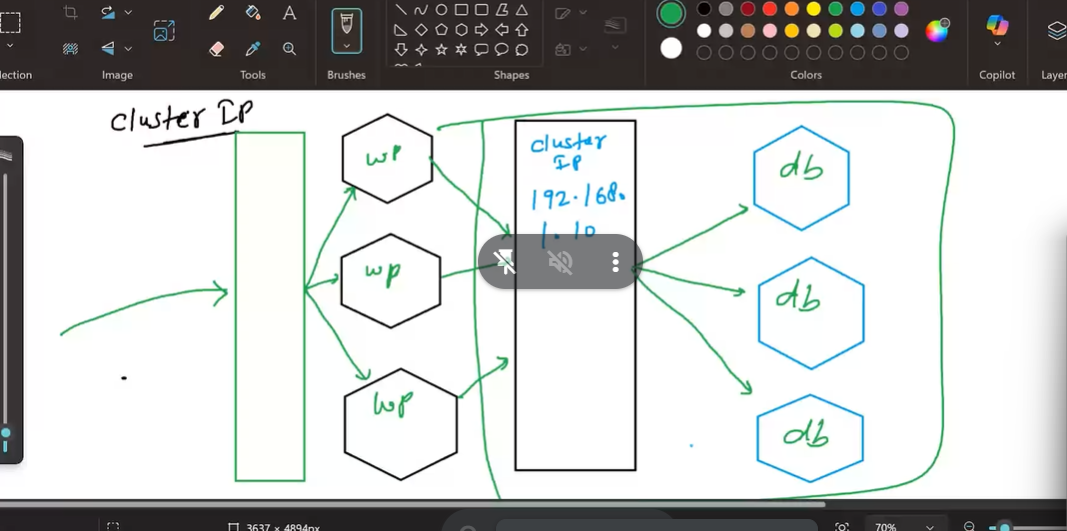 lection
Image
Tools
Brushes
Shapes
Colors
Copilot
Layer
A
Cluster IP
wp
wp
wp
cluster
IP
192.168.
1.10
db
db
db
3637 × 4894px
70%